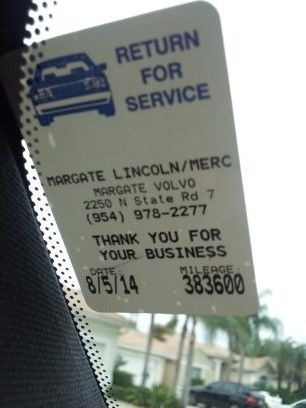 RETURN
FOR
SERVICE
MARGATE LINCOLN/MERC
MARGATE VOLVO
2250 N State Rd 7
(954) 978-2277
THANK YOU FOR
YOUR BUSINESS
DATE: MILEAGE:
8/5/14 383600